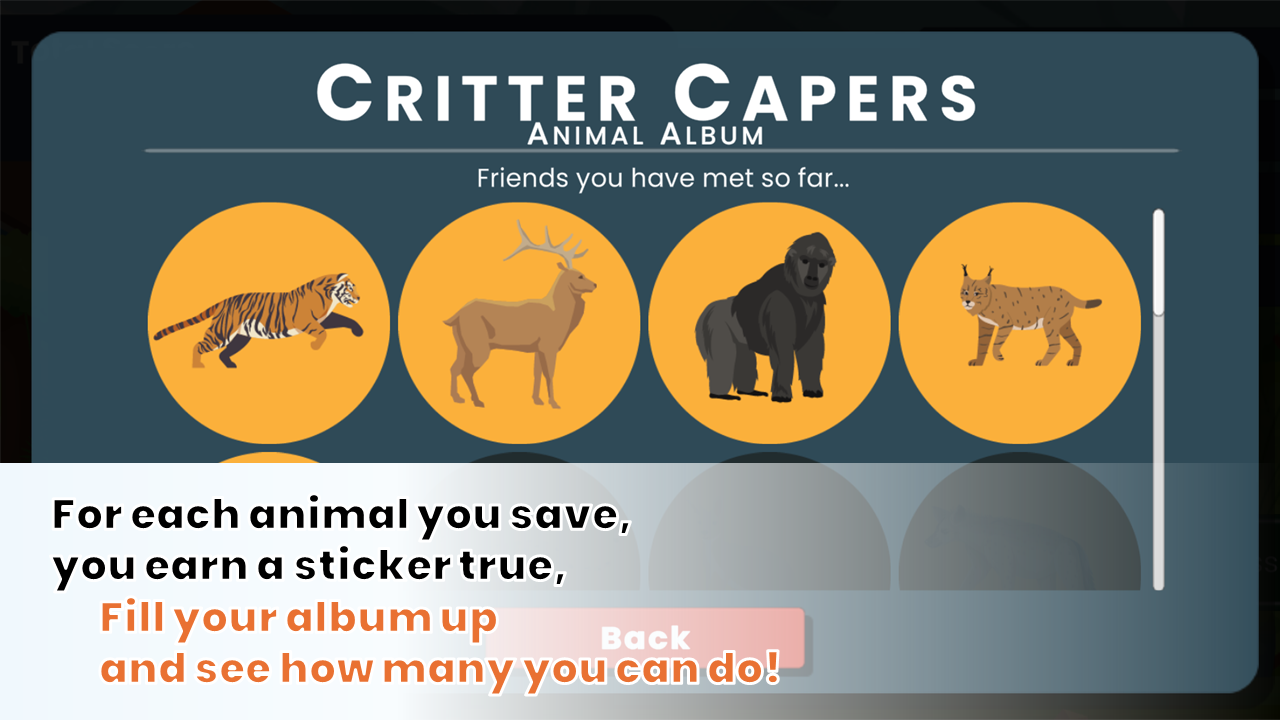 CRITTER CAPERS
ANIMAL ALBUM
Friends you have met so far...
For each animal you save,
you earn a sticker true,
Fill your album up
and see how many you can do!
Back